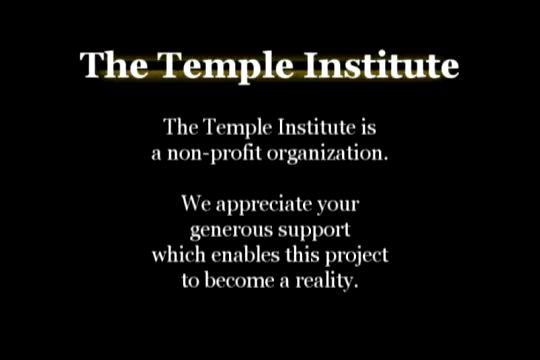 The Temple Institute
The Temple Institute is
a non-profit organization.
We appreciate your
generous support
which enables this project
to become a reality.